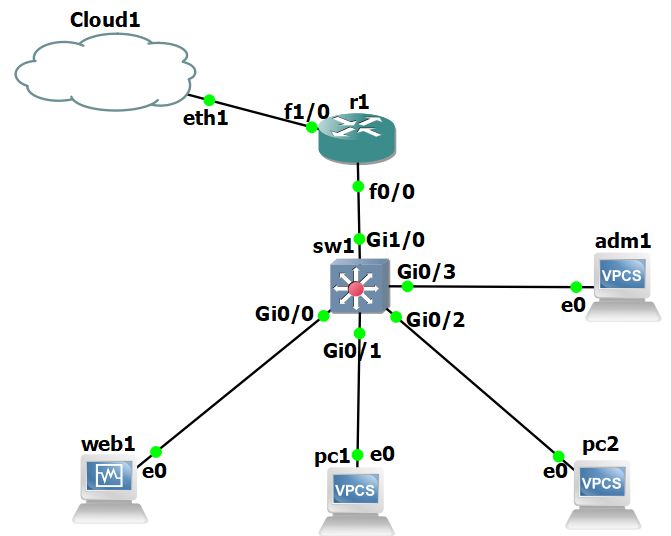 Cloud1
eth1
f1/0
r1
f0/0
sw1
Gi1/0
adm1
Gi0/3
VPCS
e0
Gi0/0
Gi0/2
Gi0/1
web1
e0
pc1
e0
VPCS
pc2
e0
VPCS